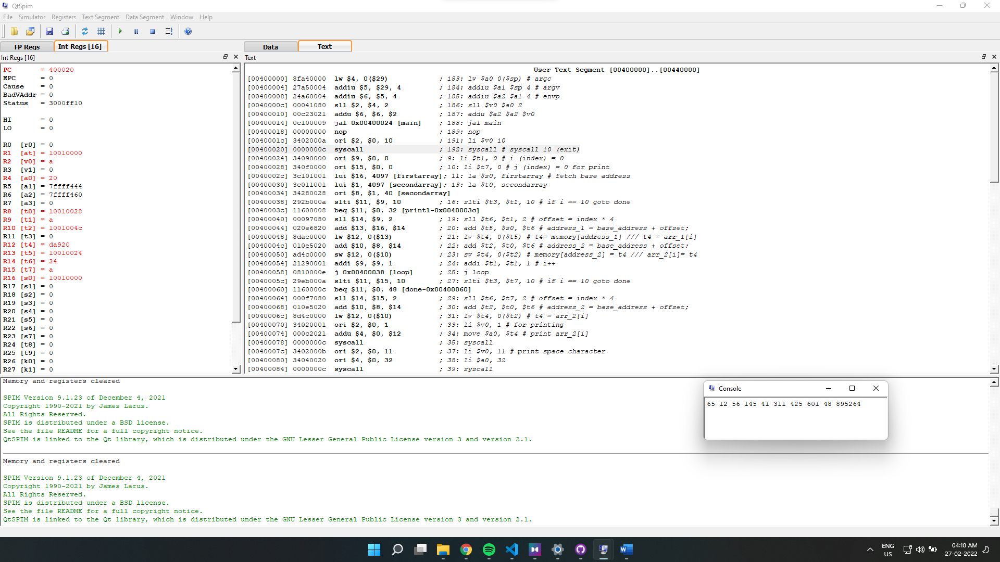 QtSpim
File Simulator Registers Text Segment Data Segment Window Help
FP Regs Int Regs [16] Data Text
Int Regs [16]
PC = 400020
EPC = 0
Cause = 0
BadVAddr = 0
Status = 3000ff10
HI = 0
LO = 0
R0 [r0] = 0
R1 [at] = 10010000
R2 [v0] = a
R3 [v1] = 0
R4 [a0] = 20
R5 [a1] = 7ffff444
R6 [a2] = 7ffff460
R7 [a3] = 0
R8 [t0] = 10010028
R9 [t1] = a
R10 [t2] = 1001004c
R11 [t3] = 0
R12 [t4] = da920
R13 [t5] = 10010024
R14 [t6] = 24
R15 [t7] = a
R16 [s0] = 10010000
R17 [s1] = 0
R18 [s2] = 0
R19 [s3] = 0
R20 [s4] = 0
R21 [s5] = 0
R22 [s6] = 0
R23 [s7] = 0
R24 [t8] = 0
R25 [t9] = 0
R26 [k0] = 0
R27 [k1] = 0
Text
User Text Segment [00400000]..[00440000]
[00400000] 8fa40000 lw $4, 0($29) ; 183: lw $a0 0($sp) # argc
[00400004] 27a50004 addiu $5, $29, 4 ; 184: addiu $a1 $sp 4 # argv
[00400008] 24a60004 addiu $6, $5, 4 ; 185: addiu $a2 $a1 4 # envp
[0040000c] 00041080 sll $2, $4, 2 ; 186: sll $v0 $a0 2
[00400010] 00c23021 addu $6, $6, $2 ; 187: addu $a2 $a2 $v0
[00400014] 0c100009 jal 0x00400024 [main] ; 188: jal main
[00400018] 00000000 nop ; 189: nop
[0040001c] 3402000a ori $2, $0, 10 ; 191: li $v0 10
[00400020] 0000000c syscall ; 192: syscall # syscall 10 (exit)
[00400024] 34090000 ori $9, $0, 0 ; 9: li $t1, 0 # i (index) = 0
[00400028] 340f0000 ori $15, $0, 0 ; 10: li $t7, 0 # j (index) = 0 for print
[0040002c] 3c101001 lui $16, 4097 [firstarray]; 11: la $s0, firstarray # fetch base address
[00400030] 3c011001 lui $1, 4097 [secondarray]; 13: la $t0, secondarray
[00400034] 34280028 ori $8, $1, 40 [secondarray]
[00400038] 292b000a slti $11, $9, 10 ; 16: slti $t3, $t1, 10 # if i == 10 goto done
[0040003c] 11600008 beq $11, $0, 32 [printl-0x0040003c]
[00400040] 00097080 sll $14, $9, 2 ; 19: sll $t6, $t1, 2 # offset = index * 4
[00400044] 020e6820 add $13, $16, $14 ; 20: add $t5, $s0, $t6 # address_1 = base_address + offset;
[00400048] 8dac0000 lw $12, 0($13) ; 21: lw $t4, 0($t5) # t4= memory[address_1] /// t4 = arr_1[i]
[0040004c] 010e5020 add $10, $8, $14 ; 22: add $t2, $t0, $t6 # address_2 = base_address + offset;
[00400050] ad4c0000 sw $12, 0($10) ; 23: sw $t4, 0($t2) # memory[address_2] = t4 /// arr_2[i]= t4
[00400054] 21290001 addi $9, $9, 1 ; 24: addi $t1, $t1, 1 # i++
[00400058] 0810000e j 0x00400038 [loop] ; 25: j loop
[0040005c] 29eb000a slti $11, $15, 10 ; 27: slti $t3, $t7, 10 # if i == 10 goto done
[00400060] 1160000c beq $11, $0, 48 [done-0x00400060]
[00400064] 000f7080 sll $14, $15, 2 ; 29: sll $t6, $t7, 2 # offset = index * 4
[00400068] 010e5020 add $10, $8, $14 ; 30: add $t2, $t0, $t6 # address_2 = base_address + offset;
[0040006c] 8d4c0000 lw $12, 0($10) ; 31: lw $t4, 0($t2) # t4 = arr_2[i]
[00400070] 34020001 ori $2, $0, 1 ; 33: li $v0, 1 # for printing
[00400074] 000c2021 addu $4, $0, $12 ; 34: move $a0, $t4 # print arr_2[i]
[00400078] 0000000c syscall ; 35: syscall
[0040007c] 3402000b ori $2, $0, 11 ; 37: li $v0, 11 # print space character
[00400080] 34040020 ori $4, $0, 32 ; 38: li $a0, 32
[00400084] 0000000c syscall ; 39: syscall
Memory and registers cleared
SPIM Version 9.1.23 of December 4, 2021
Copyright 1990-2021 by James Larus.
All Rights Reserved.
SPIM is distributed under a BSD license.
See the file README for a full copyright notice.
QtSPIM is linked to the Qt library, which is distributed under the GNU Lesser General Public License version 3 and version 2.1.
Memory and registers cleared
SPIM Version 9.1.23 of December 4, 2021
Copyright 1990-2021 by James Larus.
All Rights Reserved.
SPIM is distributed under a BSD license.
See the file README for a full copyright notice.
QtSPIM is linked to the Qt library, which is distributed under the GNU Lesser General Public License version 3 and version 2.1.
Console
65 12 56 145 41 311 425 601 48 895264
ENG
US
04:10 AM
27-02-2022